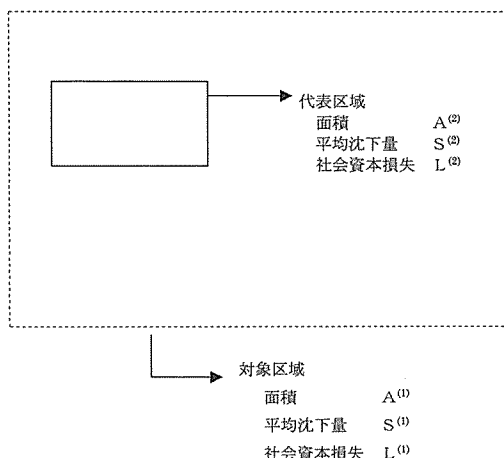 代表区域
面積 A⁽²⁾
平均沈下量 S⁽²⁾
社会資本損失 L⁽²⁾
対象区域
面積 A⁽¹⁾
平均沈下量 S⁽¹⁾
社会資本損失 L⁽¹⁾